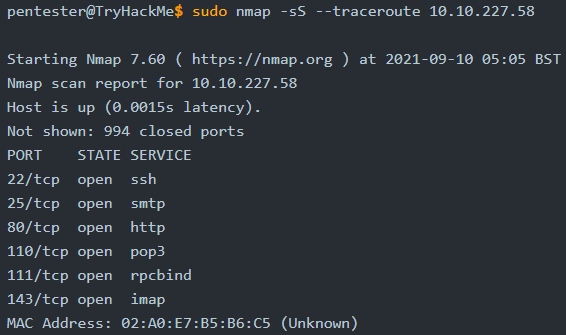 pentester@TryHackMe$ sudo nmap -sS --traceroute 10.10.227.58
Starting Nmap 7.60 ( https://nmap.org ) at 2021-09-10 05:05 BST
Nmap scan report for 10.10.227.58
Host is up (0.0015s latency).
Not shown: 994 closed ports
PORT    STATE SERVICE
22/tcp  open  ssh
25/tcp  open  smtp
80/tcp  open  http
110/tcp open  pop3
111/tcp open  rpcbind
143/tcp open  imap
MAC Address: 02:A0:E7:B5:B6:C5 (Unknown)